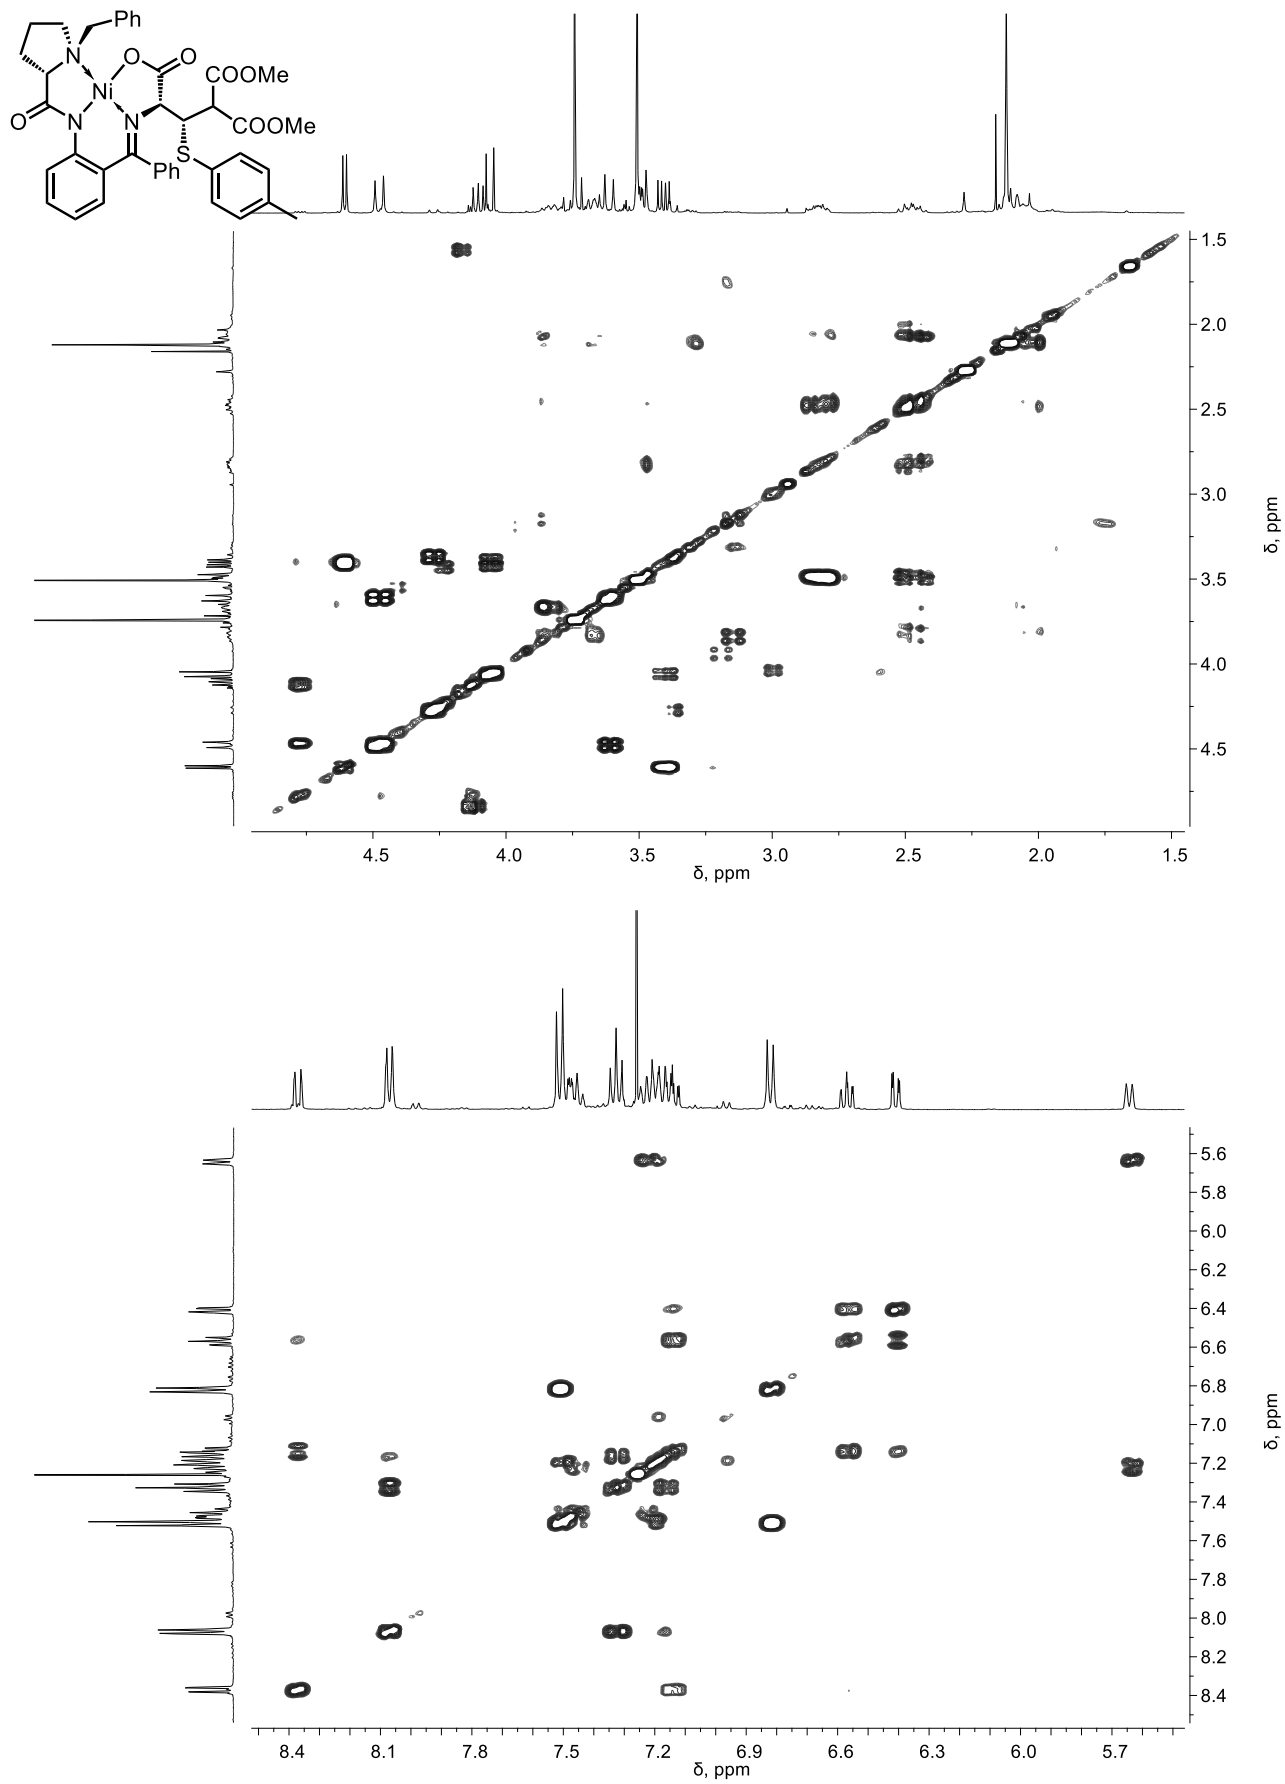 Ph
N
O
O
COOMe
Ni
O
N
N
COOMe
S
Ph
1.5
2.0
2.5
3.0
3.5
4.0
4.5
δ, ppm
4.5 4.0 3.5 3.0 2.5 2.0 1.5
δ, ppm
5.6
5.8
6.0
6.2
6.4
6.6
6.8
7.0
7.2
7.4
7.6
7.8
8.0
8.2
8.4
δ, ppm
8.4 8.1 7.8 7.5 7.2 6.9 6.6 6.3 6.0 5.7
δ, ppm